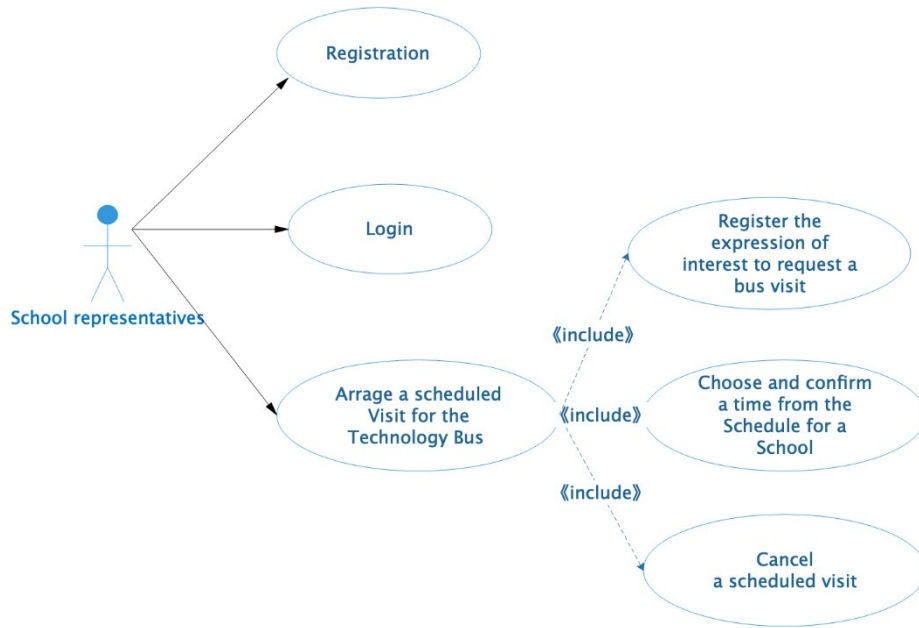 Registration
Login
School representatives
Arrage a scheduled
Visit for the
Technology Bus
《include》
《include》
《include》
Register the
expression of
interest to request a
bus visit
Choose and confirm
a time from the
Schedule for a
School
Cancel
a scheduled visit